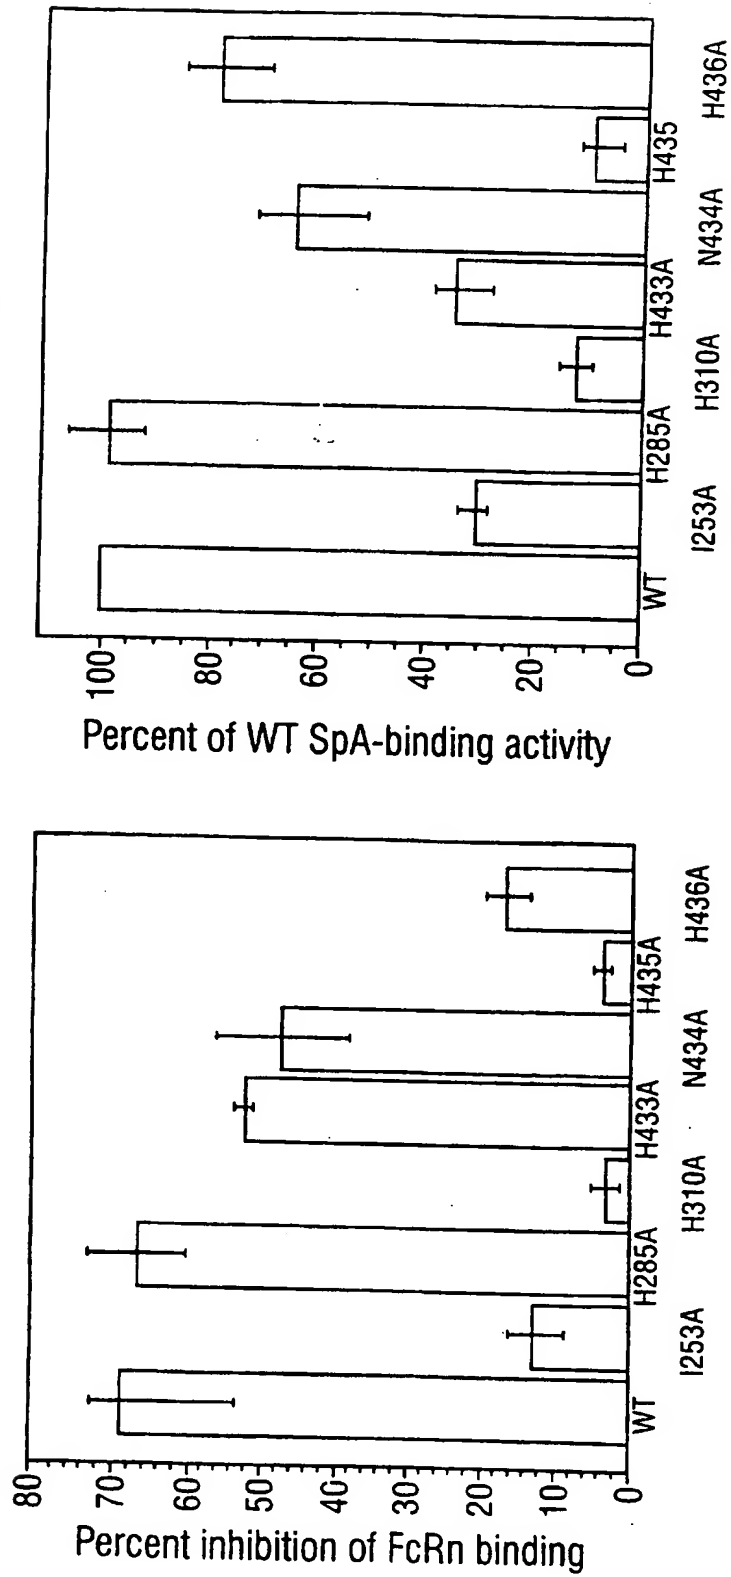 Percent of WT SpA-binding activity
100
80
60
40
20
0
WT
I253A
H285A
H310A
H433A
N434A
H435
H436A
Percent inhibition of FcRn binding
80
70
60
50
40
30
20
10
0
WT
I253A
H285A
H310A
H433A
N434A
H435A
H436A